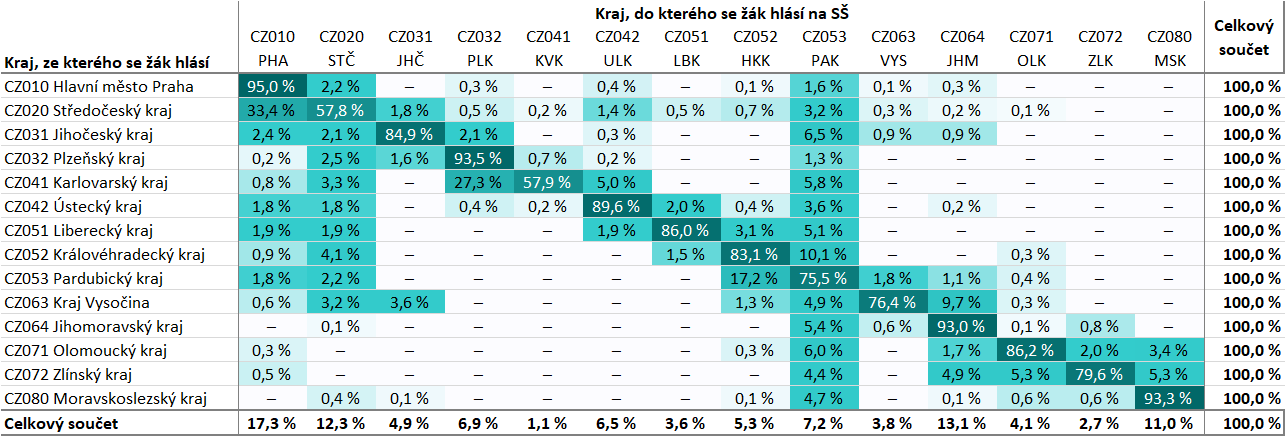 Kraj, do kterého se žák hlásí na SŠ
Kraj, ze kterého se žák hlásí CZ010 PHA CZ020 STČ CZ031 JHČ CZ032 PLK CZ041 KVK CZ042 ULK CZ051 LBK CZ052 HKK CZ053 PAK CZ063 VYS CZ064 JHM CZ071 OLK CZ072 ZLK CZ080 MSK Celkový součet
CZ010 Hlavní město Praha 95,0 % 2,2 % – 0,3 % – 0,4 % – 0,1 % 1,6 % 0,1 % 0,3 % – – – 100,0 %
CZ020 Středočeský kraj 33,4 % 57,8 % 1,8 % 0,5 % 0,2 % 1,4 % 0,5 % 0,7 % 3,2 % 0,3 % 0,2 % 0,1 % – – 100,0 %
CZ031 Jihočeský kraj 2,4 % 2,1 % 84,9 % 2,1 % – 0,3 % – – 6,5 % 0,9 % 0,9 % – – – 100,0 %
CZ032 Plzeňský kraj 0,2 % 2,5 % 1,6 % 93,5 % 0,7 % 0,2 % – – 1,3 % – – – – – 100,0 %
CZ041 Karlovarský kraj 0,8 % 3,3 % – 27,3 % 57,9 % 5,0 % – – 5,8 % – – – – – 100,0 %
CZ042 Ústecký kraj 1,8 % 1,8 % – 0,4 % 0,2 % 89,6 % 2,0 % 0,4 % 3,6 % – 0,2 % – – – 100,0 %
CZ051 Liberecký kraj 1,9 % 1,9 % – – – 1,9 % 86,0 % 3,1 % 5,1 % – – – – – 100,0 %
CZ052 Královéhradecký kraj 0,9 % 4,1 % – – – – 1,5 % 83,1 % 10,1 % – – 0,3 % – – 100,0 %
CZ053 Pardubický kraj 1,8 % 2,2 % – – – – – 17,2 % 75,5 % 1,8 % 1,1 % 0,4 % – – 100,0 %
CZ063 Kraj Vysočina 0,6 % 3,2 % 3,6 % – – – – 1,3 % 4,9 % 76,4 % 9,7 % 0,3 % – – 100,0 %
CZ064 Jihomoravský kraj – 0,1 % – – – – – – 5,4 % 0,6 % 93,0 % 0,1 % 0,8 % – 100,0 %
CZ071 Olomoucký kraj 0,3 % – – – – – – 0,3 % 6,0 % – 1,7 % 86,2 % 2,0 % 3,4 % 100,0 %
CZ072 Zlínský kraj 0,5 % – – – – – – – 4,4 % – 4,9 % 5,3 % 79,6 % 5,3 % 100,0 %
CZ080 Moravskoslezský kraj – 0,4 % 0,1 % – – – – 0,1 % 4,7 % – 0,1 % 0,6 % 0,6 % 93,3 % 100,0 %
Celkový součet 17,3 % 12,3 % 4,9 % 6,9 % 1,1 % 6,5 % 3,6 % 5,3 % 7,2 % 3,8 % 13,1 % 4,1 % 2,7 % 11,0 % 100,0 %